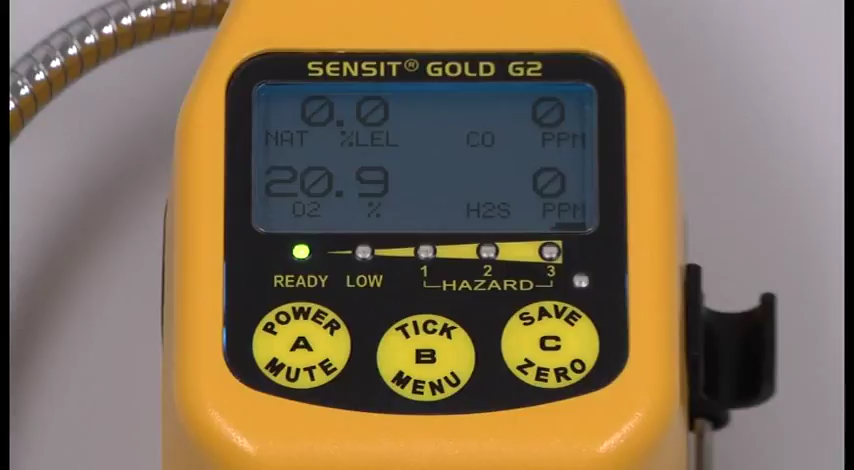 SENSIT® GOLD G2
0.0 0
NAT %LEL CO PPM
20.9 0
O2 % H2S PPM
READY LOW 1 2 3
HAZARD
POWER A MUTE
TICK B MENU
SAVE C ZERO